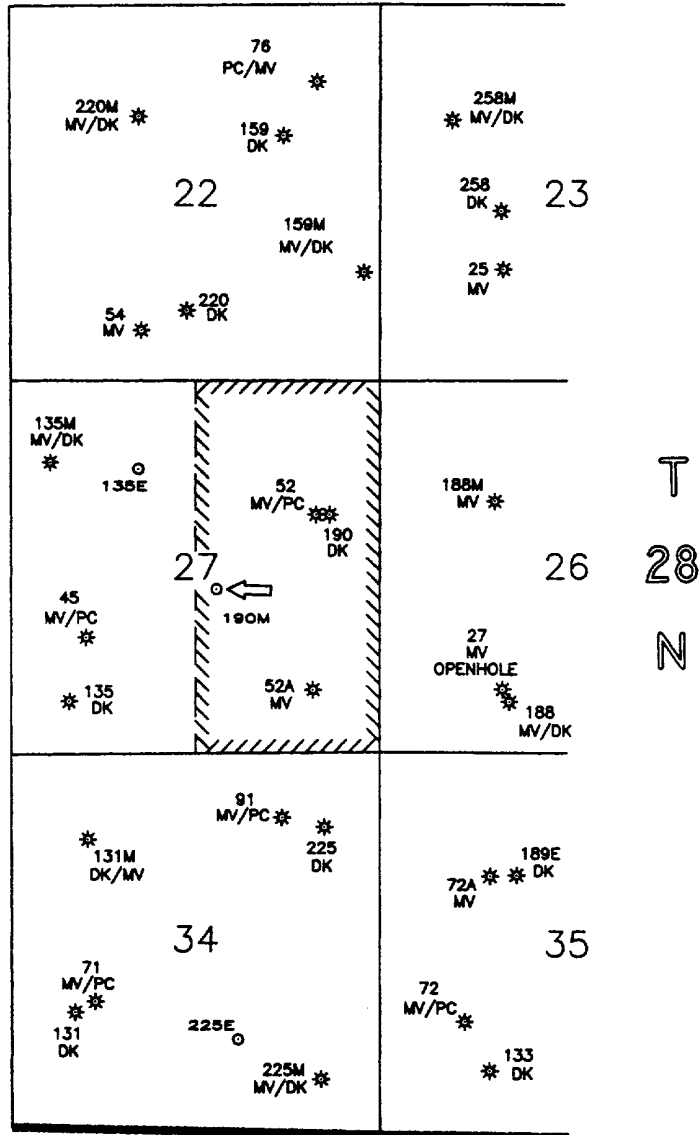 76
PC/MV
220M
MV/DK
159
DK
22
159M
MV/DK
220
DK
54
MV
258M
MV/DK
258
DK
23
25
MV
135M
MV/DK
135E
52
MV/PC
190
DK
27
190M
45
MV/PC
135
DK
52A
MV
188M
MV
26
27
MV
OPENHOLE
188
MV/DK
T
28
N
91
MV/PC
225
DK
131M
DK/MV
34
71
MV/PC
131
DK
225E
225M
MV/DK
72A
MV
189E
DK
35
72
MV/PC
133
DK